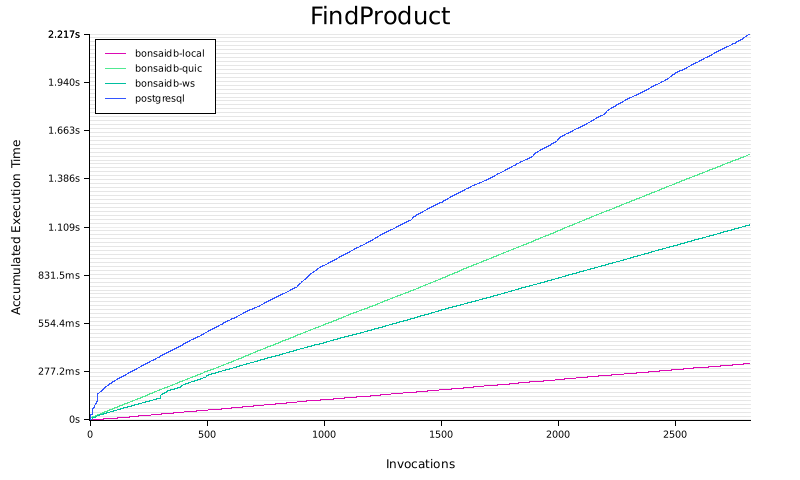 FindProduct
2.217s
1.940s
1.663s
1.386s
1.109s
831.5ms
554.4ms
277.2ms
0s
bonsaidb-local
bonsaidb-quic
bonsaidb-ws
postgresql
Accumulated Execution Time
0
500
1000
1500
2000
2500
Invocations